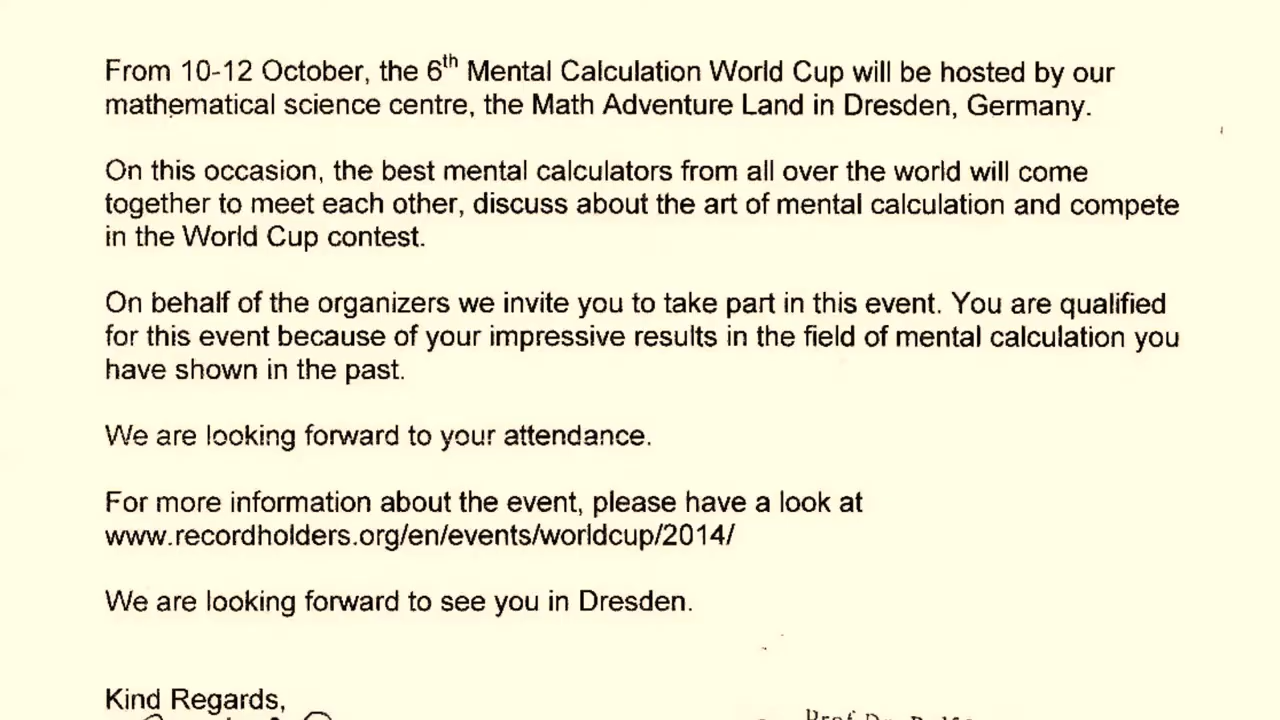 From 10-12 October, the 6th Mental Calculation World Cup will be hosted by our
mathematical science centre, the Math Adventure Land in Dresden, Germany.
On this occasion, the best mental calculators from all over the world will come
together to meet each other, discuss about the art of mental calculation and compete
in the World Cup contest.
On behalf of the organizers we invite you to take part in this event. You are qualified
for this event because of your impressive results in the field of mental calculation you
have shown in the past.
We are looking forward to your attendance.
For more information about the event, please have a look at
www.recordholders.org/en/events/worldcup/2014/
We are looking forward to see you in Dresden.
Kind Regards,
Prof.Dr.